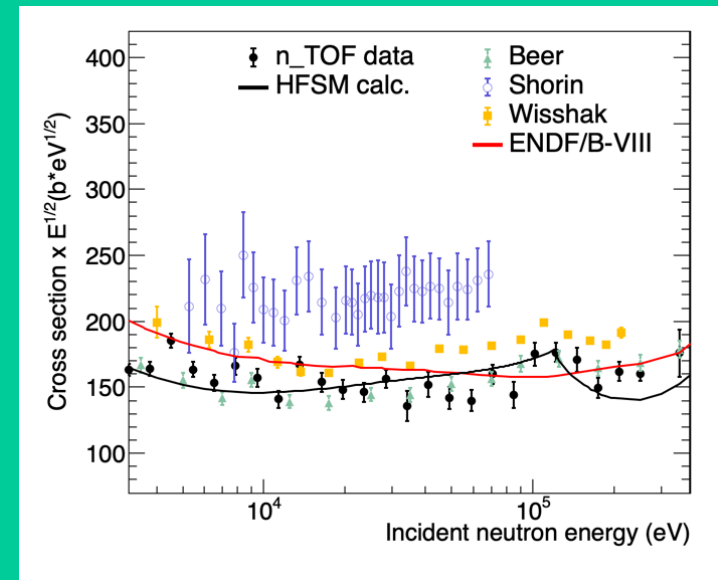 400
350
300
250
200
150
100
Cross section x E^1/2(b*eV^1/2)
n_TOF data
HFSM calc.
Beer
Shorin
Wisshak
ENDF/B-VIII
10^4
10^5
Incident neutron energy (eV)